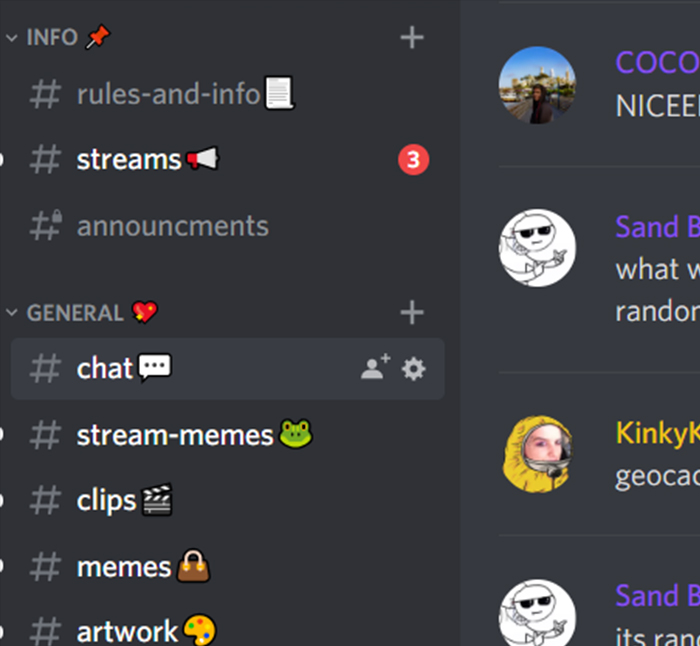 INFO 📌
rules-and-info📃
streams📢
3
announcments
GENERAL 💖
chat💬
stream-memes🐸
clips🎬
memes👜
artwork🎨
COCO
NICEE
Sand B
what w
random
KinkyK
geocac
Sand B
its ran